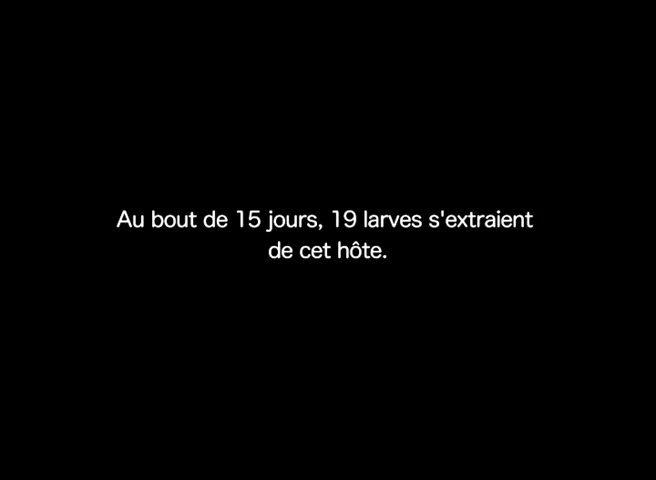 Au bout de 15 jours, 19 larves s'extraient
de cet hôte.